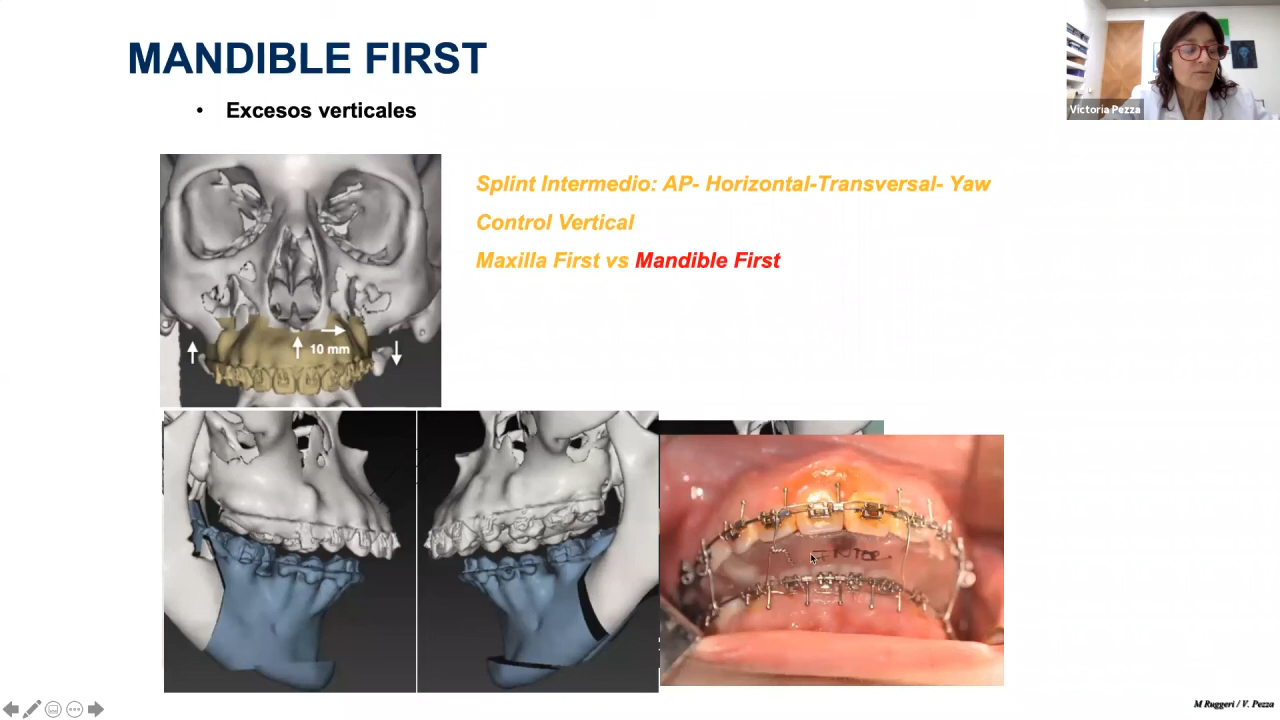 MANDIBLE FIRST
• Excesos verticales
Victoria Pezza
Splint Intermedio: AP- Horizontal-Transversal- Yaw
Control Vertical
Maxilla First vs Mandible First
10 mm
M Ruggeri / V. Pezza